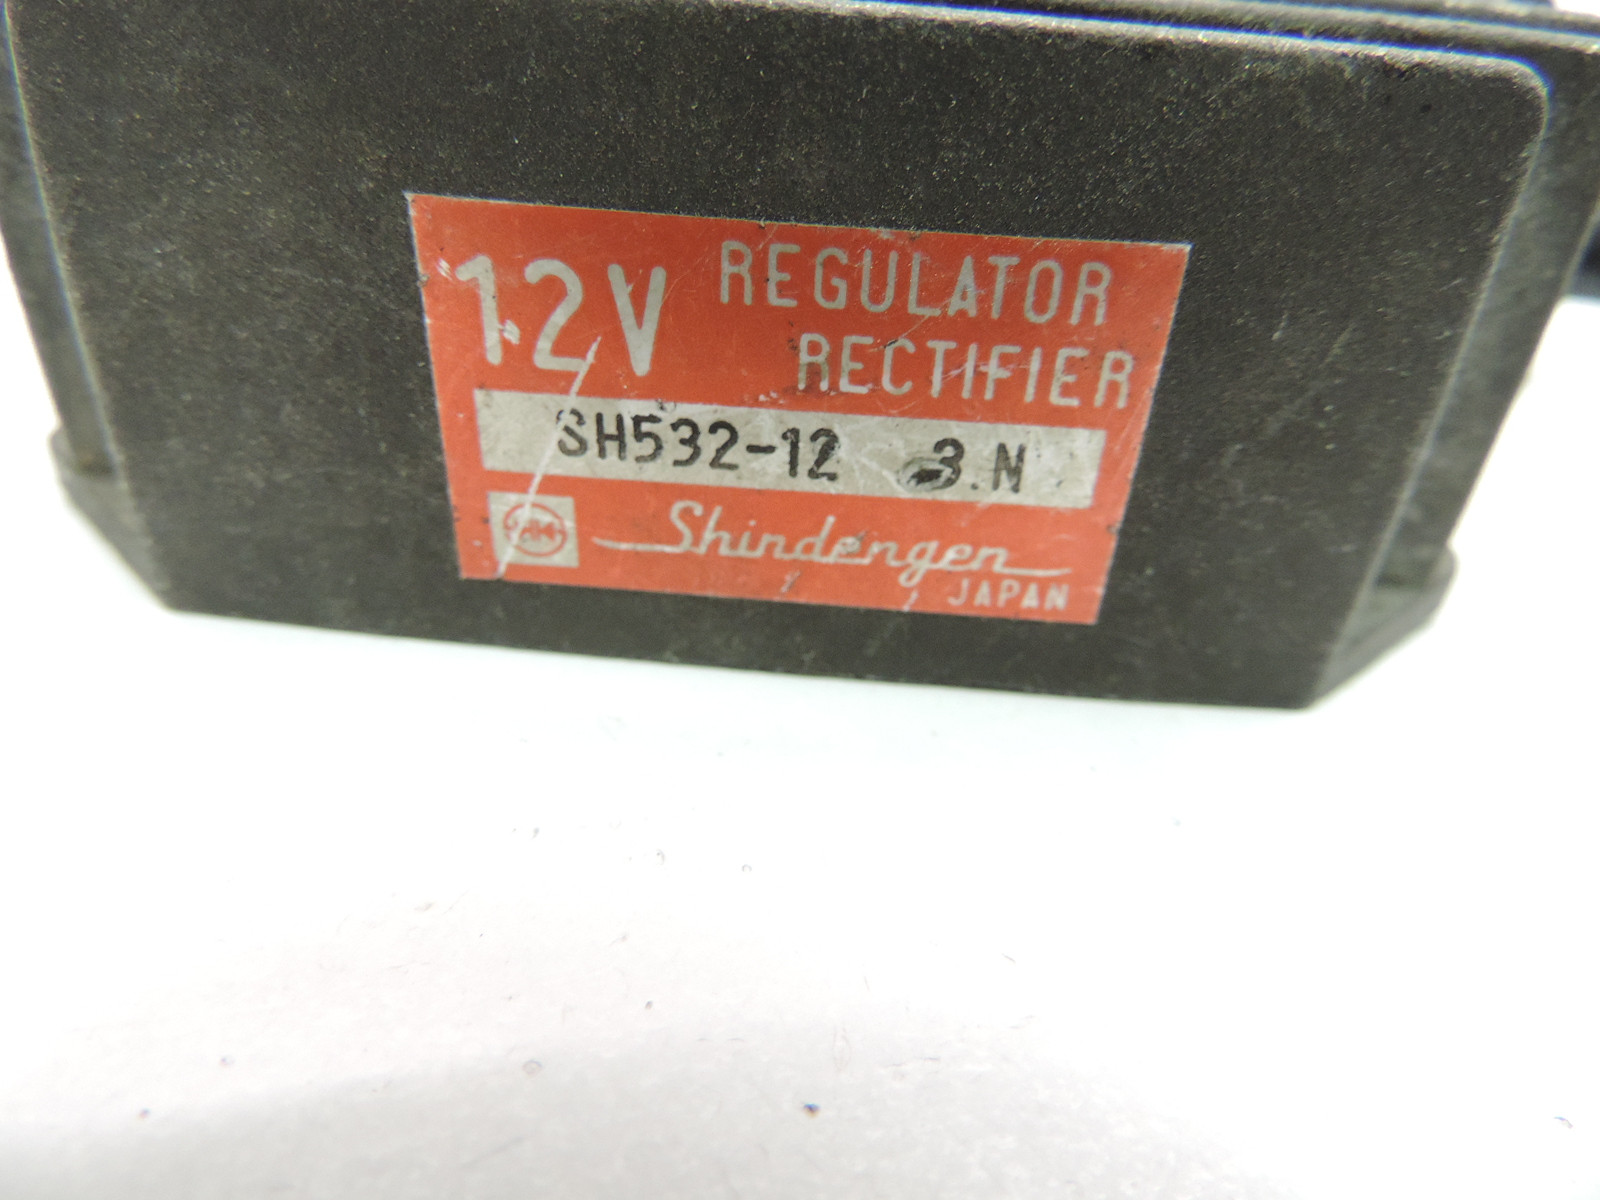 12V REGULATOR
RECTIFIER
SH532-12 3.N
Shindengen
JAPAN